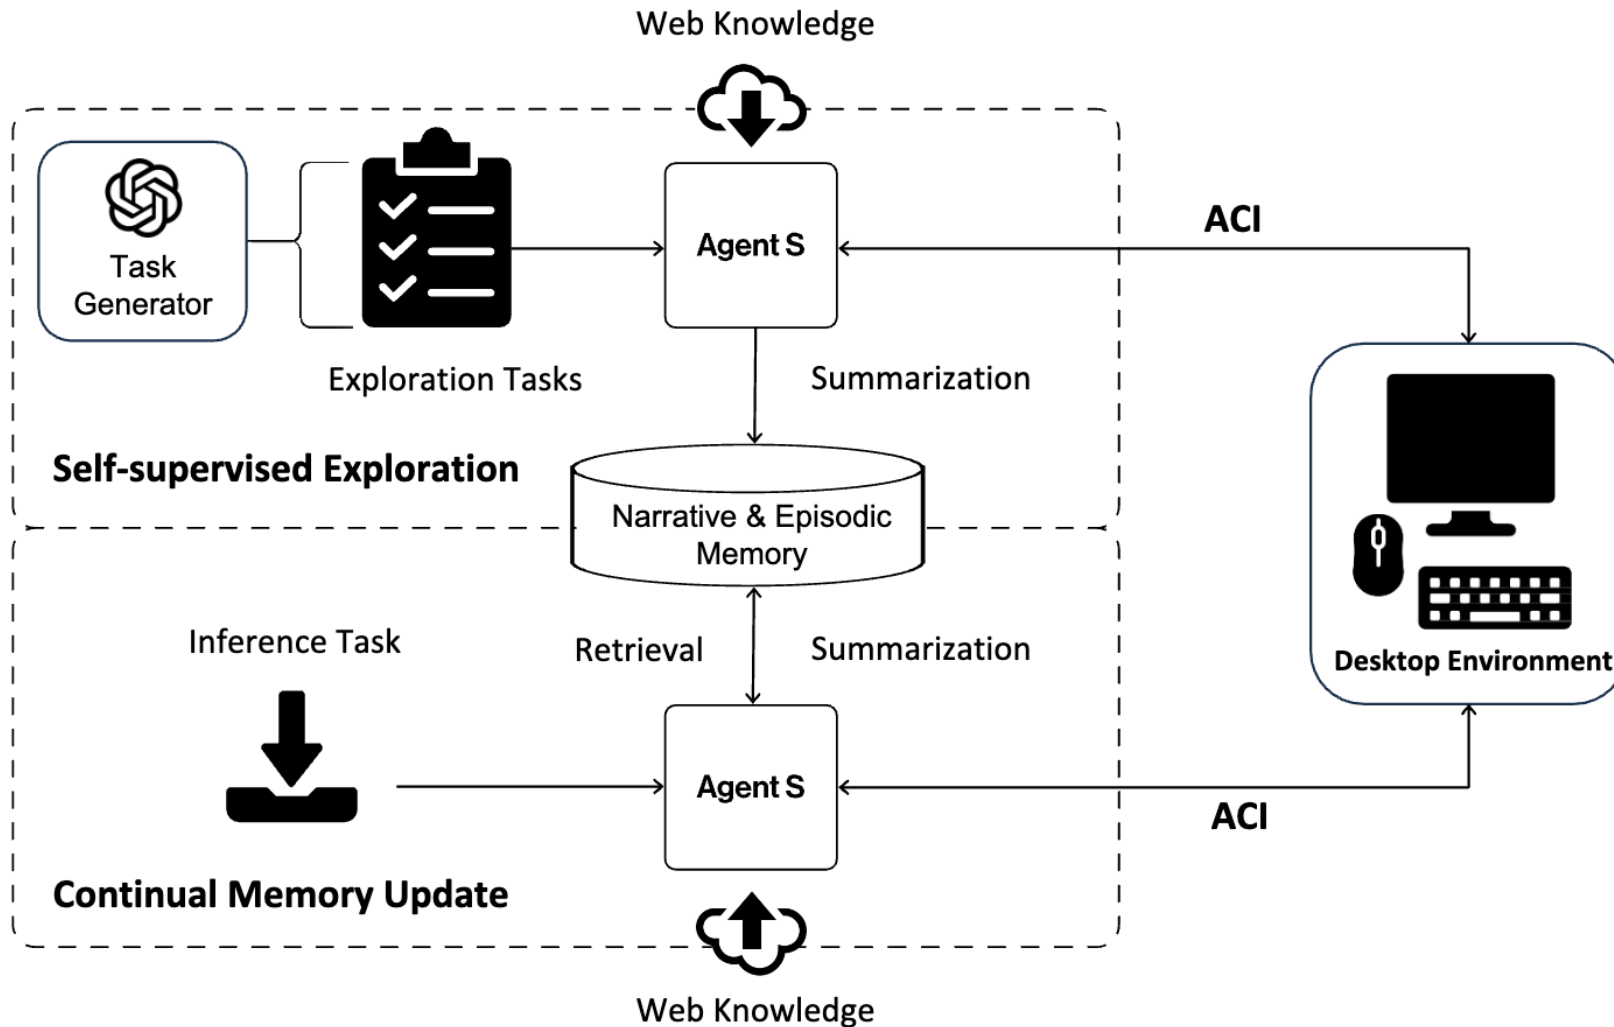 Web Knowledge
Task
Generator
Agent S
ACI
Exploration Tasks
Summarization
Self-supervised Exploration
Narrative & Episodic
Memory
Desktop Environment
Inference Task
Retrieval
Summarization
Agent S
ACI
Continual Memory Update
Web Knowledge